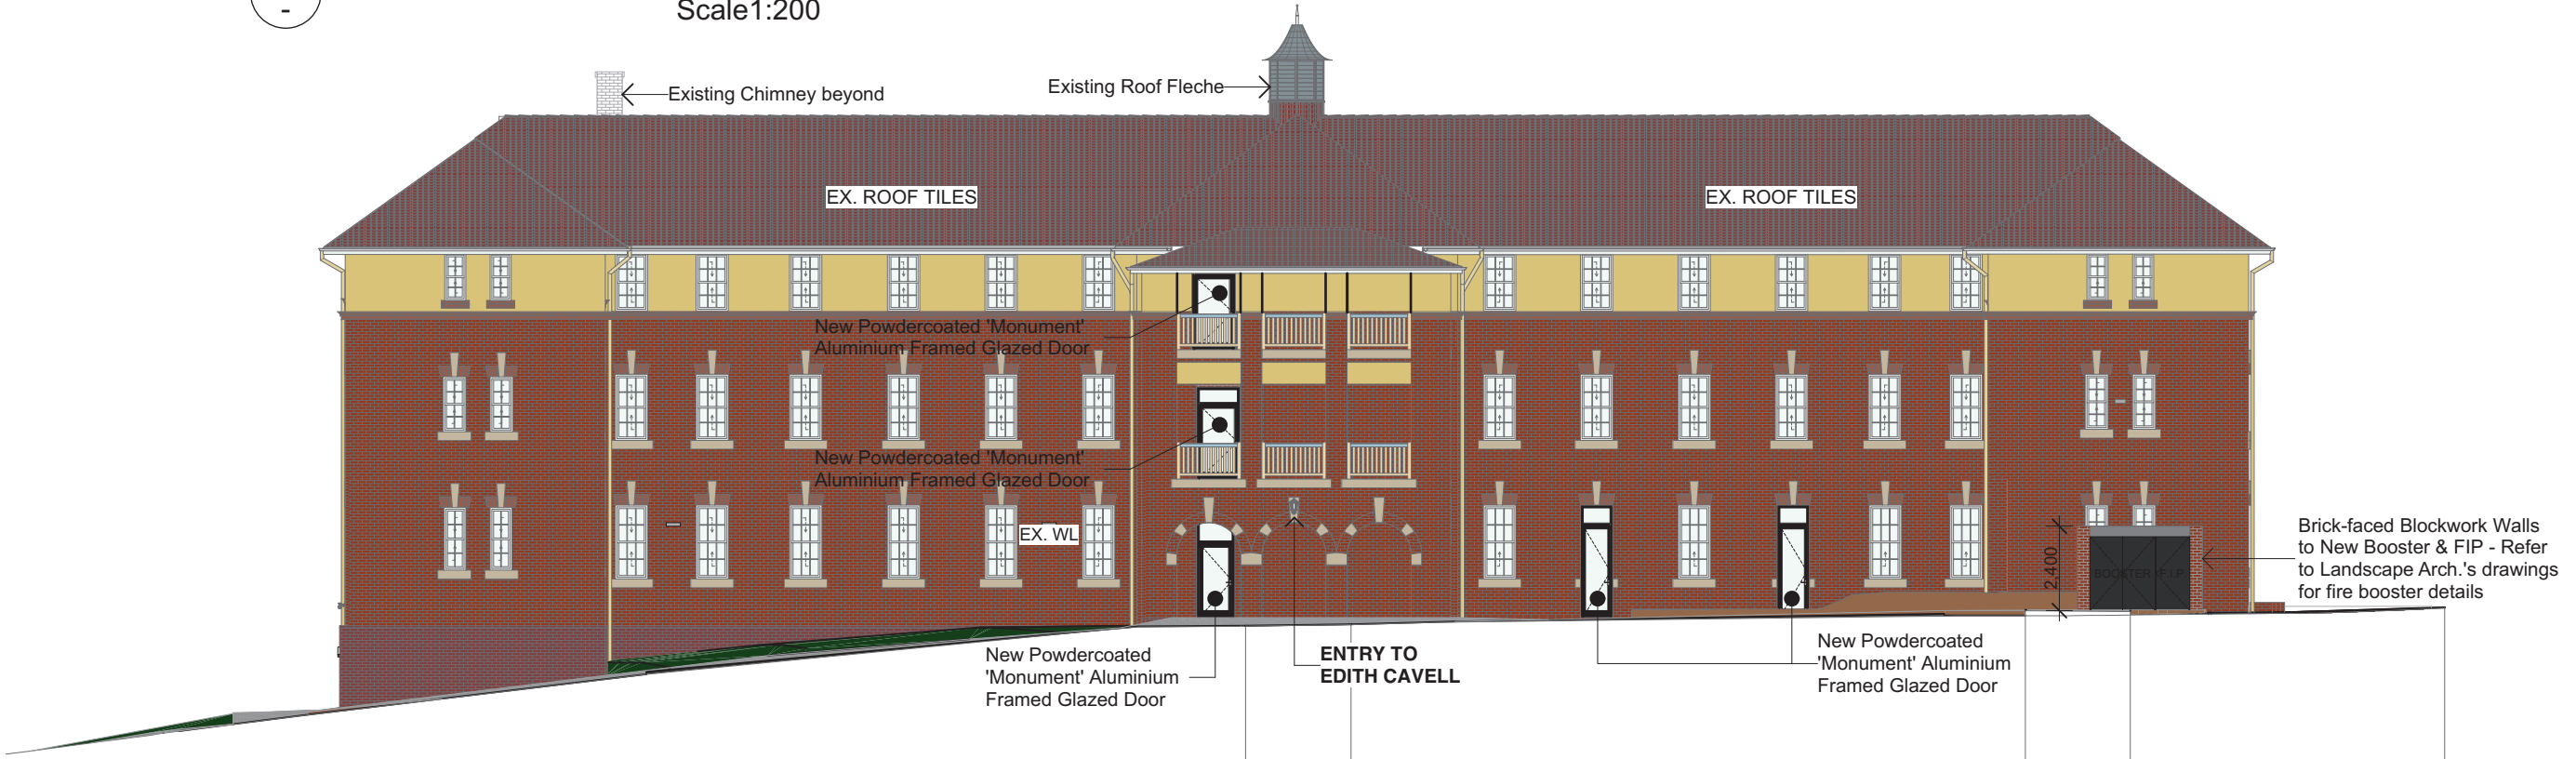 -
Scale1:200
Existing Chimney beyond
Existing Roof Fleche
EX. ROOF TILES
EX. ROOF TILES
New Powdercoated 'Monument'
Aluminium Framed Glazed Door
New Powdercoated 'Monument'
Aluminium Framed Glazed Door
EX. WL
2,400
BOOSTER F.I.P
Brick-faced Blockwork Walls
to New Booster & FIP - Refer
to Landscape Arch.'s drawings
for fire booster details
New Powdercoated
'Monument' Aluminium
Framed Glazed Door
ENTRY TO
EDITH CAVELL
New Powdercoated
'Monument' Aluminium
Framed Glazed Door